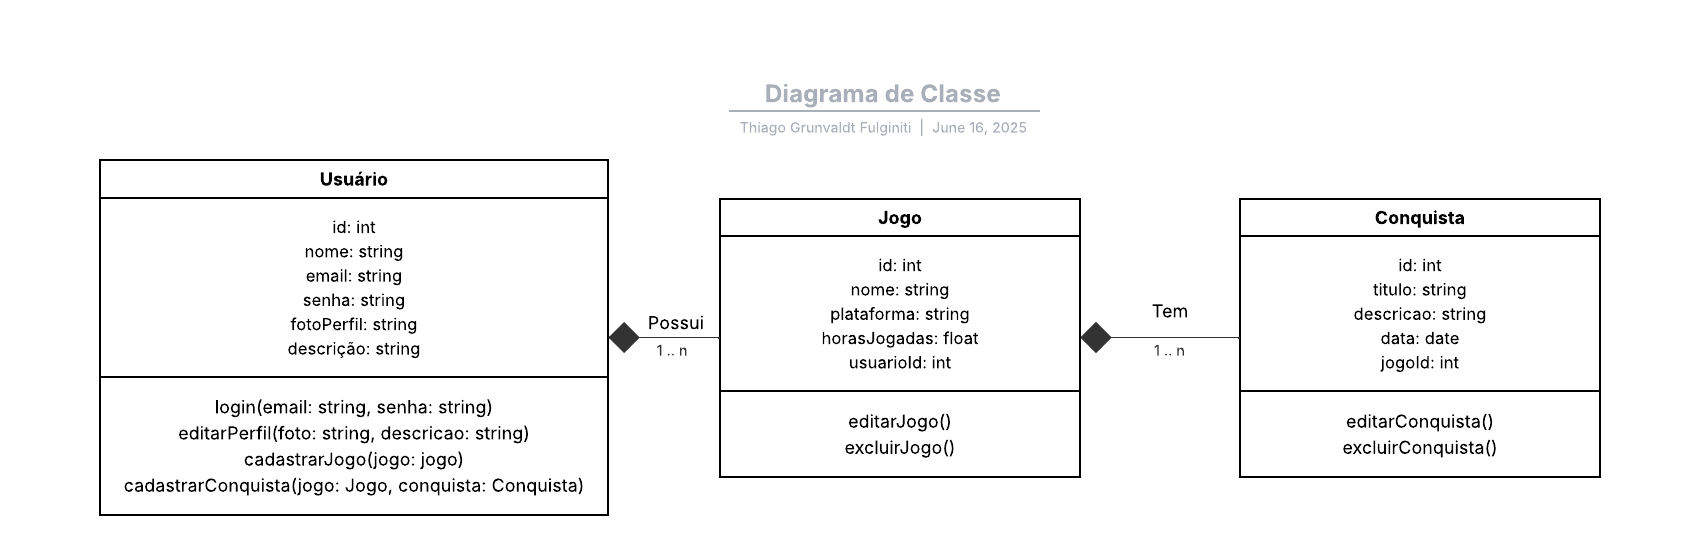 Diagrama de Classe
Thiago Grunvaldt Fulginiti | June 16, 2025
Usuário
id: int
nome: string
email: string
senha: string
fotoPerfil: string
descrição: string
login(email: string, senha: string)
editarPerfil(foto: string, descricao: string)
cadastrarJogo(jogo: jogo)
cadastrarConquista(jogo: Jogo, conquista: Conquista)
Possui
1 .. n
Jogo
id: int
nome: string
plataforma: string
horasJogadas: float
usuarioId: int
editarJogo()
excluirJogo()
Tem
1 .. n
Conquista
id: int
titulo: string
descricao: string
data: date
jogoId: int
editarConquista()
excluirConquista()